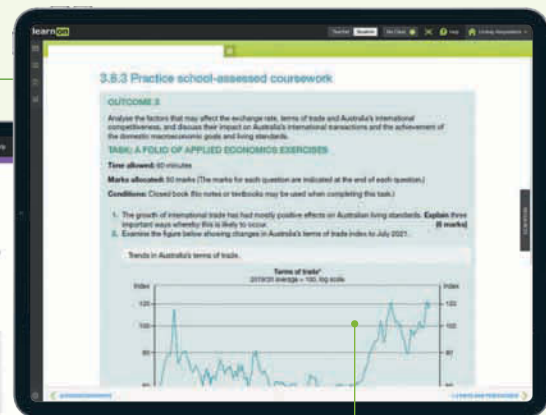 learnon
Teacher Student
Help
3.8.3 Practice school-assessed coursework
OUTCOME 3
Analyse the factors that may affect the exchange rate, terms of trade and Australia's international
competitiveness, and discuss their impact on Australia's international transactions and the achievement of
the domestic macroeconomic goals and living standards.
TASK: A FOLIO OF APPLIED ECONOMICS EXERCISES
Time allowed: 60 minutes
Marks allocated: 50 marks (The marks for each question are indicated at the end of each question.)
Conditions: Closed book (No notes or textbooks may be used when completing this task.)
1. The growth of international trade has had mostly positive effects on Australian living standards. Explain three
important ways whereby this is likely to occur. (6 marks)
2. Examine the figure below showing changes in Australia's terms of trade index to July 2021.
Trends in Australia's terms of trade.
Terms of trade*
2019/20 average = 100, log scale
Index Index
120 120
100 100
80 80
60 60